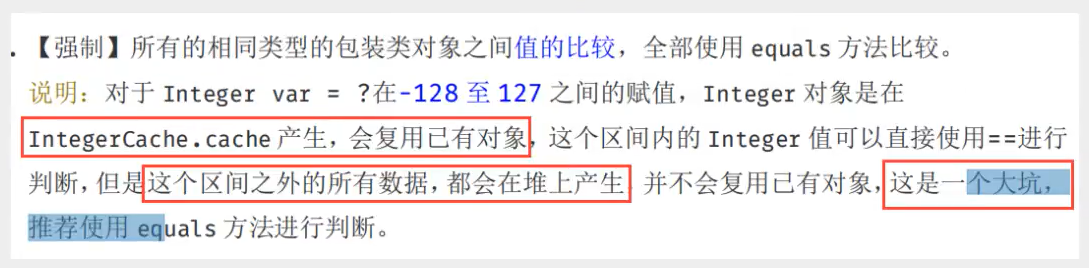 . 【强制】所有的相同类型的包装类对象之间值的比较，全部使用 equals 方法比较。
说明：对于 Integer var = ?在-128 至 127 之间的赋值，Integer 对象是在
IntegerCache.cache 产生，会复用已有对象，这个区间内的 Integer 值可以直接使用==进行
判断，但是这个区间之外的所有数据，都会在堆上产生，并不会复用已有对象，这是一个大坑，
推荐使用 equals 方法进行判断。